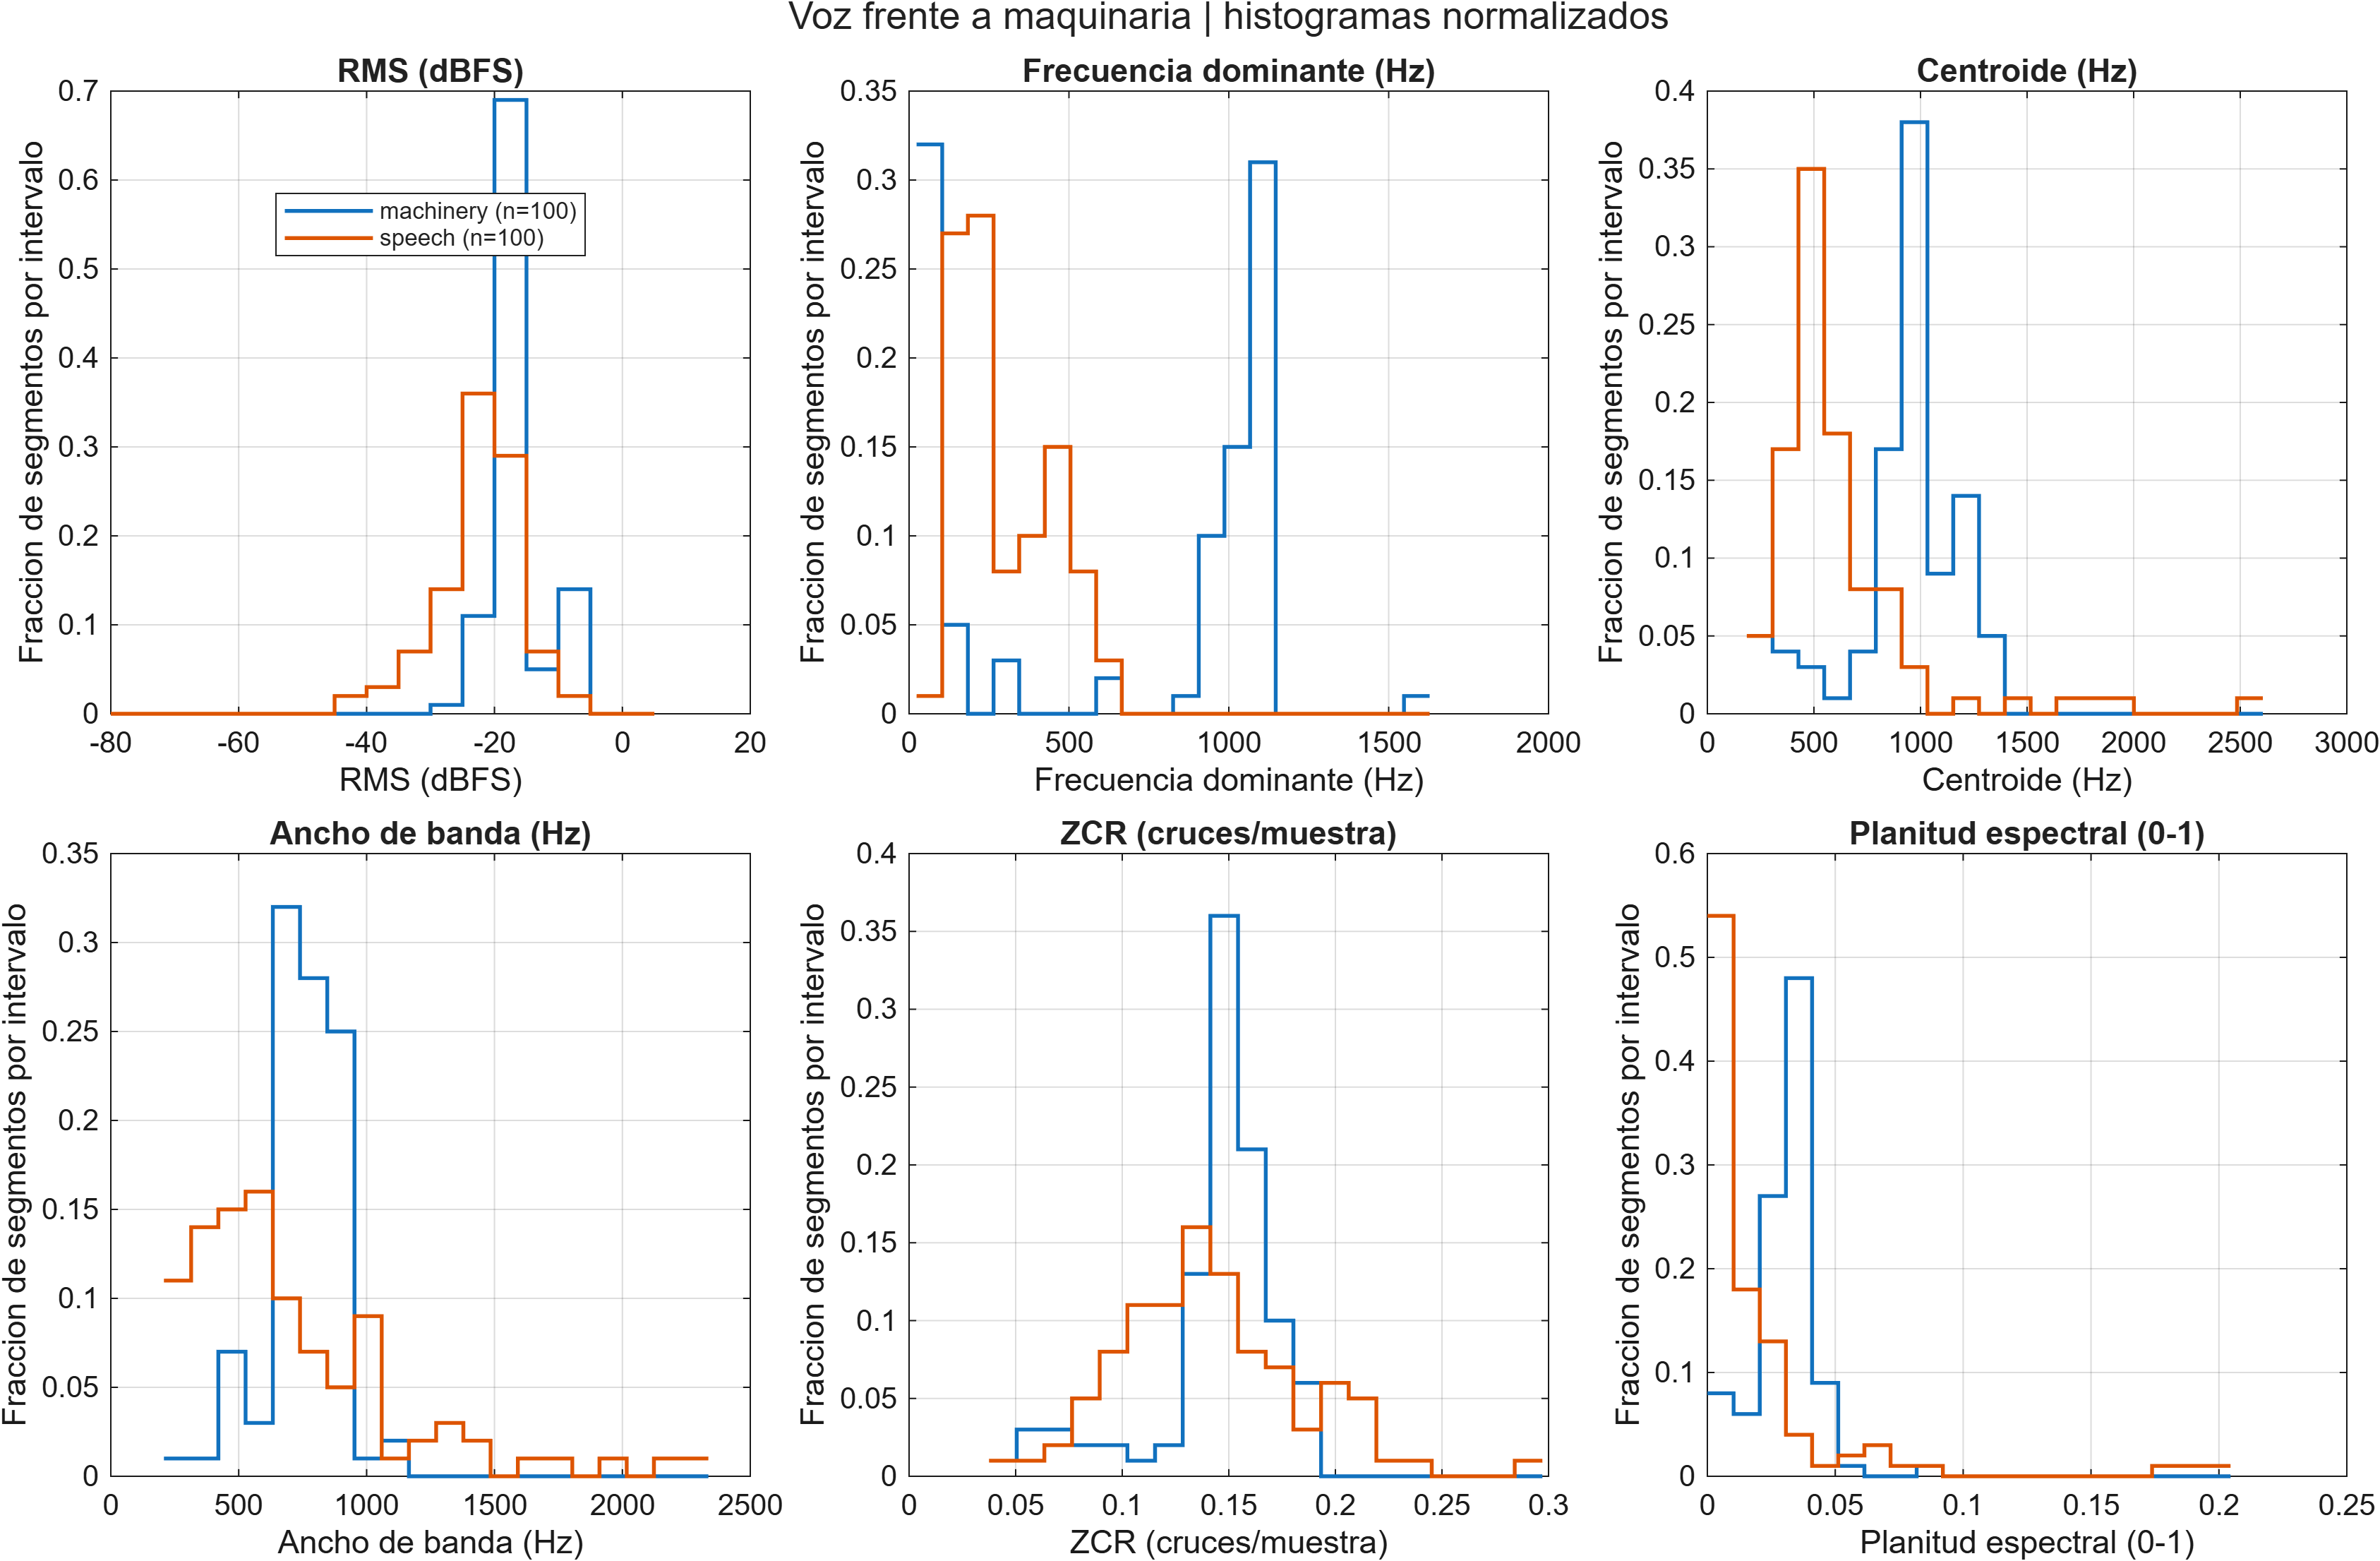 Voz frente a maquinaria | histogramas normalizados
RMS (dBFS)
Fraccion de segmentos por intervalo
0.7
0.6
0.5
0.4
0.3
0.2
0.1
0
machinery (n=100)
speech (n=100)
-80 -60 -40 -20 0 20
RMS (dBFS)
Frecuencia dominante (Hz)
Fraccion de segmentos por intervalo
0.35
0.3
0.25
0.2
0.15
0.1
0.05
0
0 500 1000 1500 2000
Frecuencia dominante (Hz)
Centroide (Hz)
Fraccion de segmentos por intervalo
0.4
0.35
0.3
0.25
0.2
0.15
0.1
0.05
0
0 500 1000 1500 2000 2500 3000
Centroide (Hz)
Ancho de banda (Hz)
Fraccion de segmentos por intervalo
0.35
0.3
0.25
0.2
0.15
0.1
0.05
0
0 500 1000 1500 2000 2500
Ancho de banda (Hz)
ZCR (cruces/muestra)
Fraccion de segmentos por intervalo
0.4
0.35
0.3
0.25
0.2
0.15
0.1
0.05
0
0 0.05 0.1 0.15 0.2 0.25 0.3
ZCR (cruces/muestra)
Planitud espectral (0-1)
Fraccion de segmentos por intervalo
0.6
0.5
0.4
0.3
0.2
0.1
0
0 0.05 0.1 0.15 0.2 0.25
Planitud espectral (0-1)